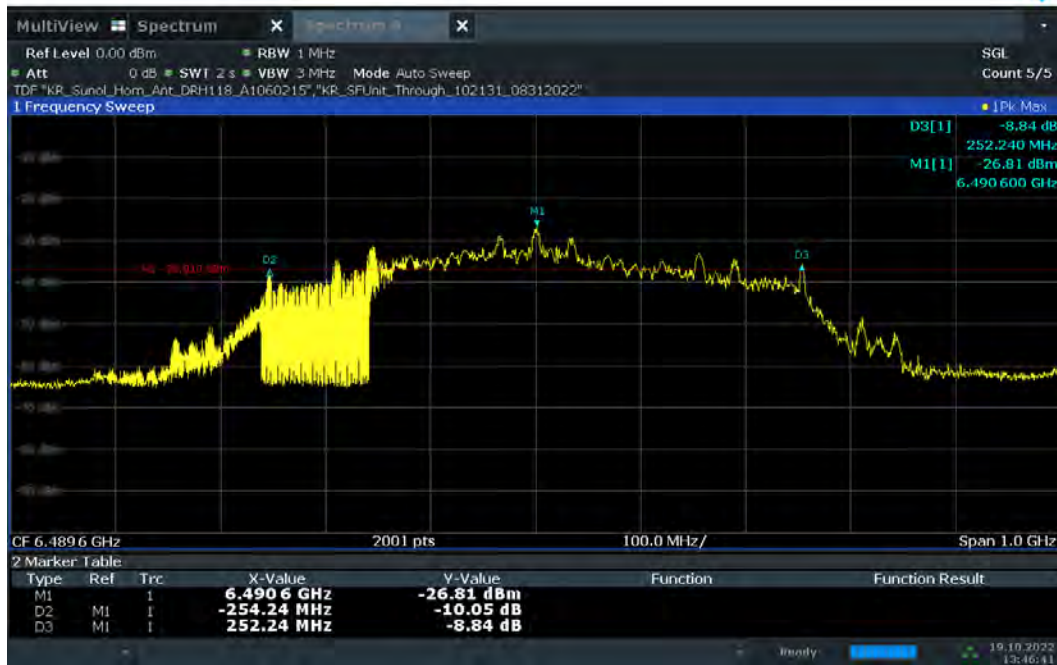 MultiView Spectrum X Spectrum X
Ref Level 0.00 dBm RBW 1 MHz SGL
Att 0 dB SWT 2 s VBW 3 MHz Mode Auto Sweep Count 5/5
TDF "KR_Sunol_Horn_Ant_DRH118_A1060215","KR_SFUnit_Through_102131_08312022"
1 Frequency Sweep 1Pk Max
D3[1] -8.84 dB
252.240 MHz
M1[1] -26.81 dBm
6.490 600 GHz
M1
D2
D3
CF 6.489 6 GHz 2001 pts 100.0 MHz/ Span 1.0 GHz
2 Marker Table
Type Ref Trc X-Value Y-Value Function Function Result
M1 1 6.490 6 GHz -26.81 dBm
D2 M1 1 -254.24 MHz -10.05 dB
D3 M1 1 252.24 MHz -8.84 dB
Ready 19.10.2022
13:46:41